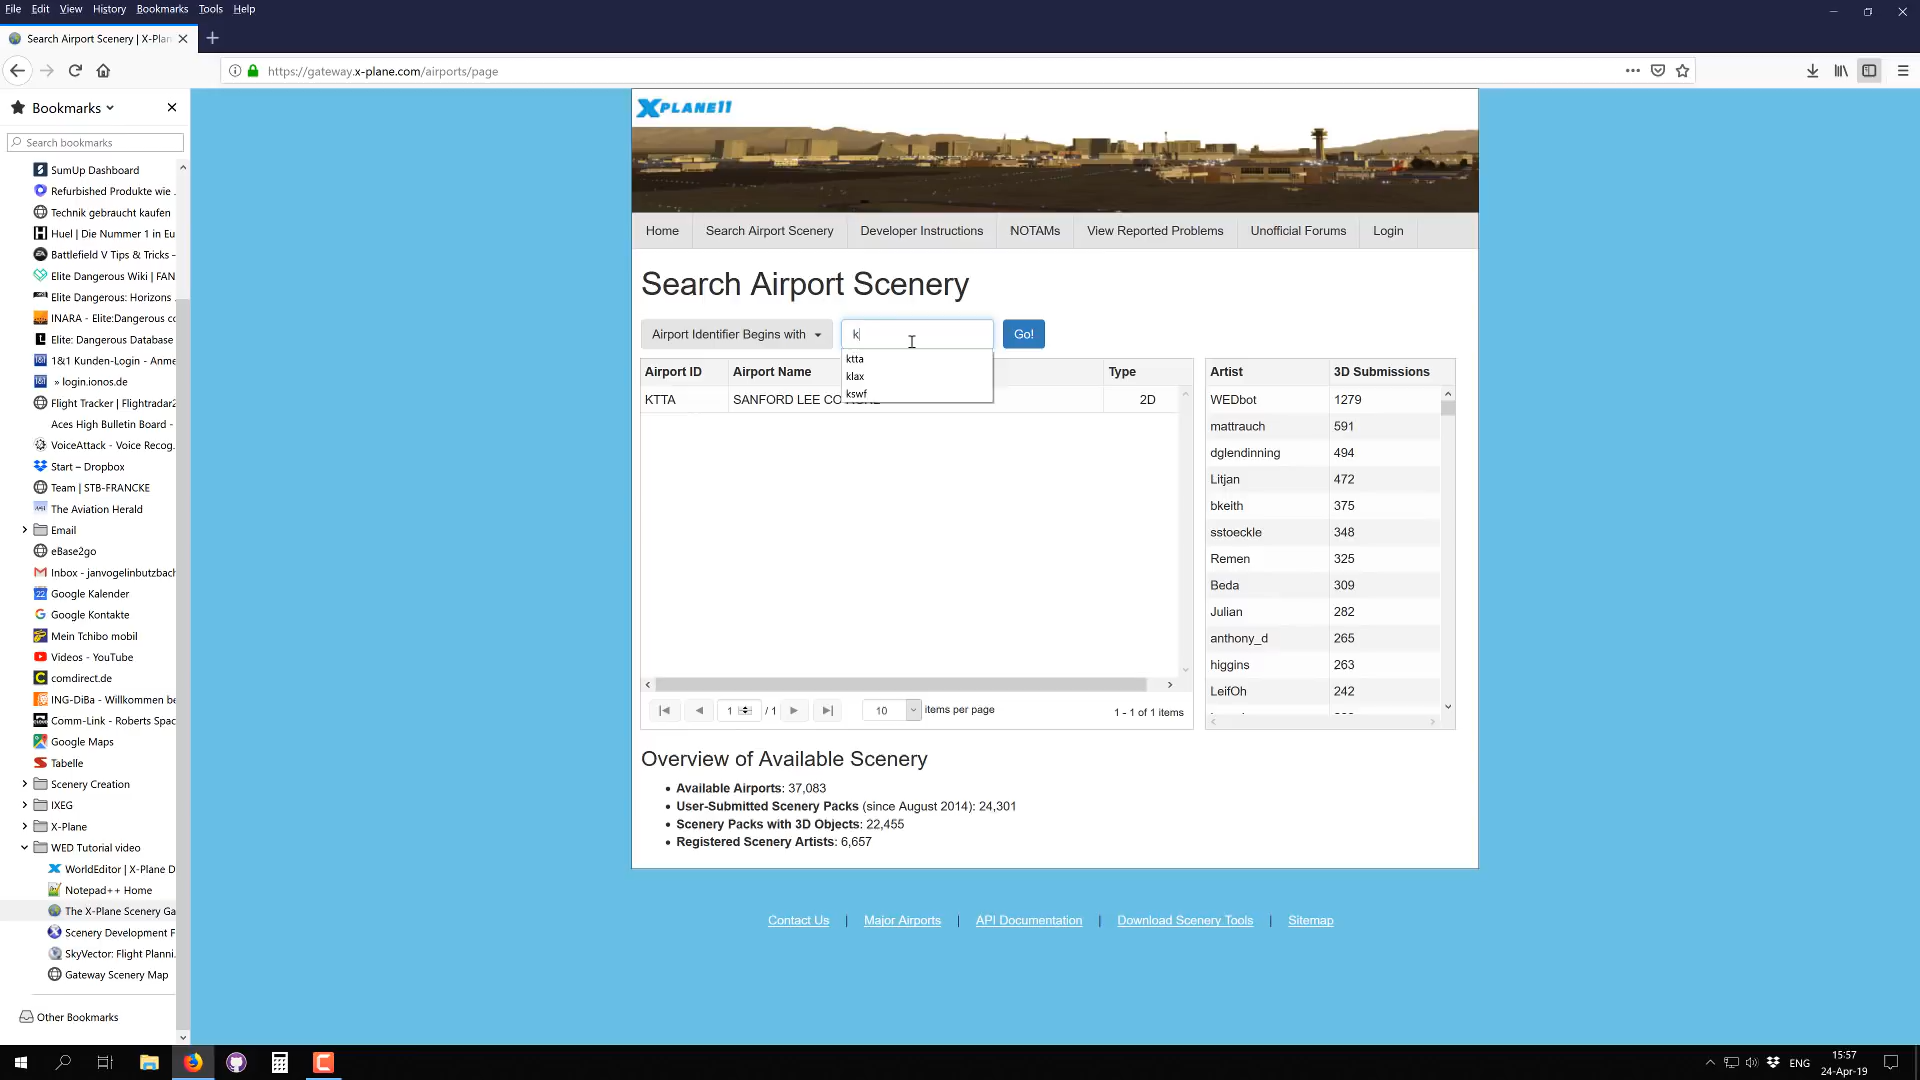 File Edit View History Bookmarks Tools Help
Search Airport Scenery | X-Plan
https://gateway.x-plane.com/airports/page
Bookmarks
Search bookmarks
SumUp Dashboard
Refurbished Produkte wie
Technik gebraucht kaufen
Huel | Die Nummer 1 in Eu
Battlefield V Tips & Tricks -
Elite Dangerous Wiki | FAN
Elite Dangerous: Horizons
INARA - Elite:Dangerous co
Elite: Dangerous Database
1&1 Kunden-Login - Anme
» login.ionos.de
Flight Tracker | Flightradar2
Aces High Bulletin Board -
VoiceAttack - Voice Recog.
Start – Dropbox
Team | STB-FRANCKE
The Aviation Herald
Email
eBase2go
Inbox - janvogelinbutzbach
Google Kalender
Google Kontakte
Mein Tchibo mobil
Videos - YouTube
comdirect.de
ING-DiBa - Willkommen be
Comm-Link - Roberts Spac
Google Maps
Tabelle
Scenery Creation
IXEG
X-Plane
WED Tutorial video
WorldEditor | X-Plane D
Notepad++ Home
The X-Plane Scenery Ga
Scenery Development F
SkyVector: Flight Planni.
Gateway Scenery Map
Other Bookmarks
XPLANE11
Home Search Airport Scenery Developer Instructions NOTAMs View Reported Problems Unofficial Forums Login
Search Airport Scenery
Airport Identifier Begins with k Go!
ktta
klax
kswf
Airport ID Airport Name Type
KTTA SANFORD LEE CO 2D
1 / 1 10 items per page 1 - 1 of 1 items
Artist 3D Submissions
WEDbot 1279
mattrauch 591
dglendinning 494
Litjan 472
bkeith 375
sstoeckle 348
Remen 325
Beda 309
Julian 282
anthony_d 265
higgins 263
LeifOh 242
Overview of Available Scenery
Available Airports: 37,083
User-Submitted Scenery Packs (since August 2014): 24,301
Scenery Packs with 3D Objects: 22,455
Registered Scenery Artists: 6,657
Contact Us | Major Airports | API Documentation | Download Scenery Tools | Sitemap
ENG
15:57
24-Apr-19